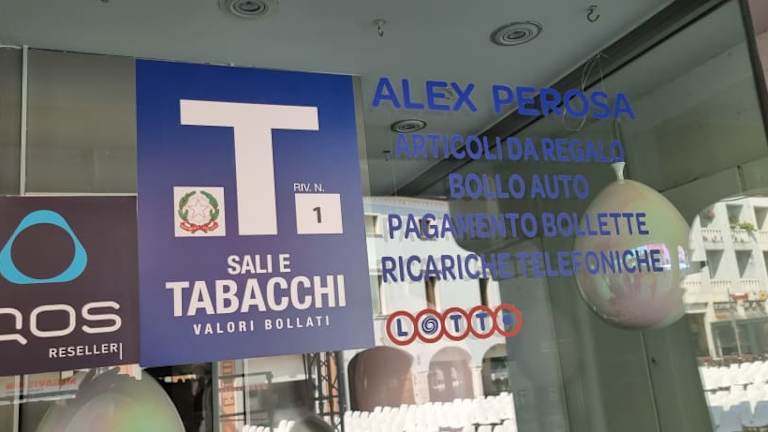 ALEX PEROSA
ARTICOLI DA REGALO
BOLLO AUTO
PAGAMENTO BOLLETTE
RICARICHE TELEFONICHE
LOTTO
T
RIV. N.
1
SALI E
TABACCHI
VALORI BOLLATI
QOS
RESELLER